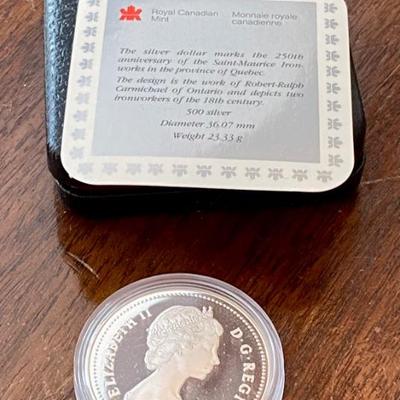 Royal Canadian Mint
Monnaie royale canadienne
The silver dollar marks the 250th
anniversary of the Saint-Maurice Iron-
works in the province of Quebec.
The design is the work of Robert-Ralph
Carmichael of Ontario and depicts two
ironworkers of the 18th century.
500 silver
Diameter 36.07 mm
Weight 23.33 g
ELIZABETH II
D·G·REGI